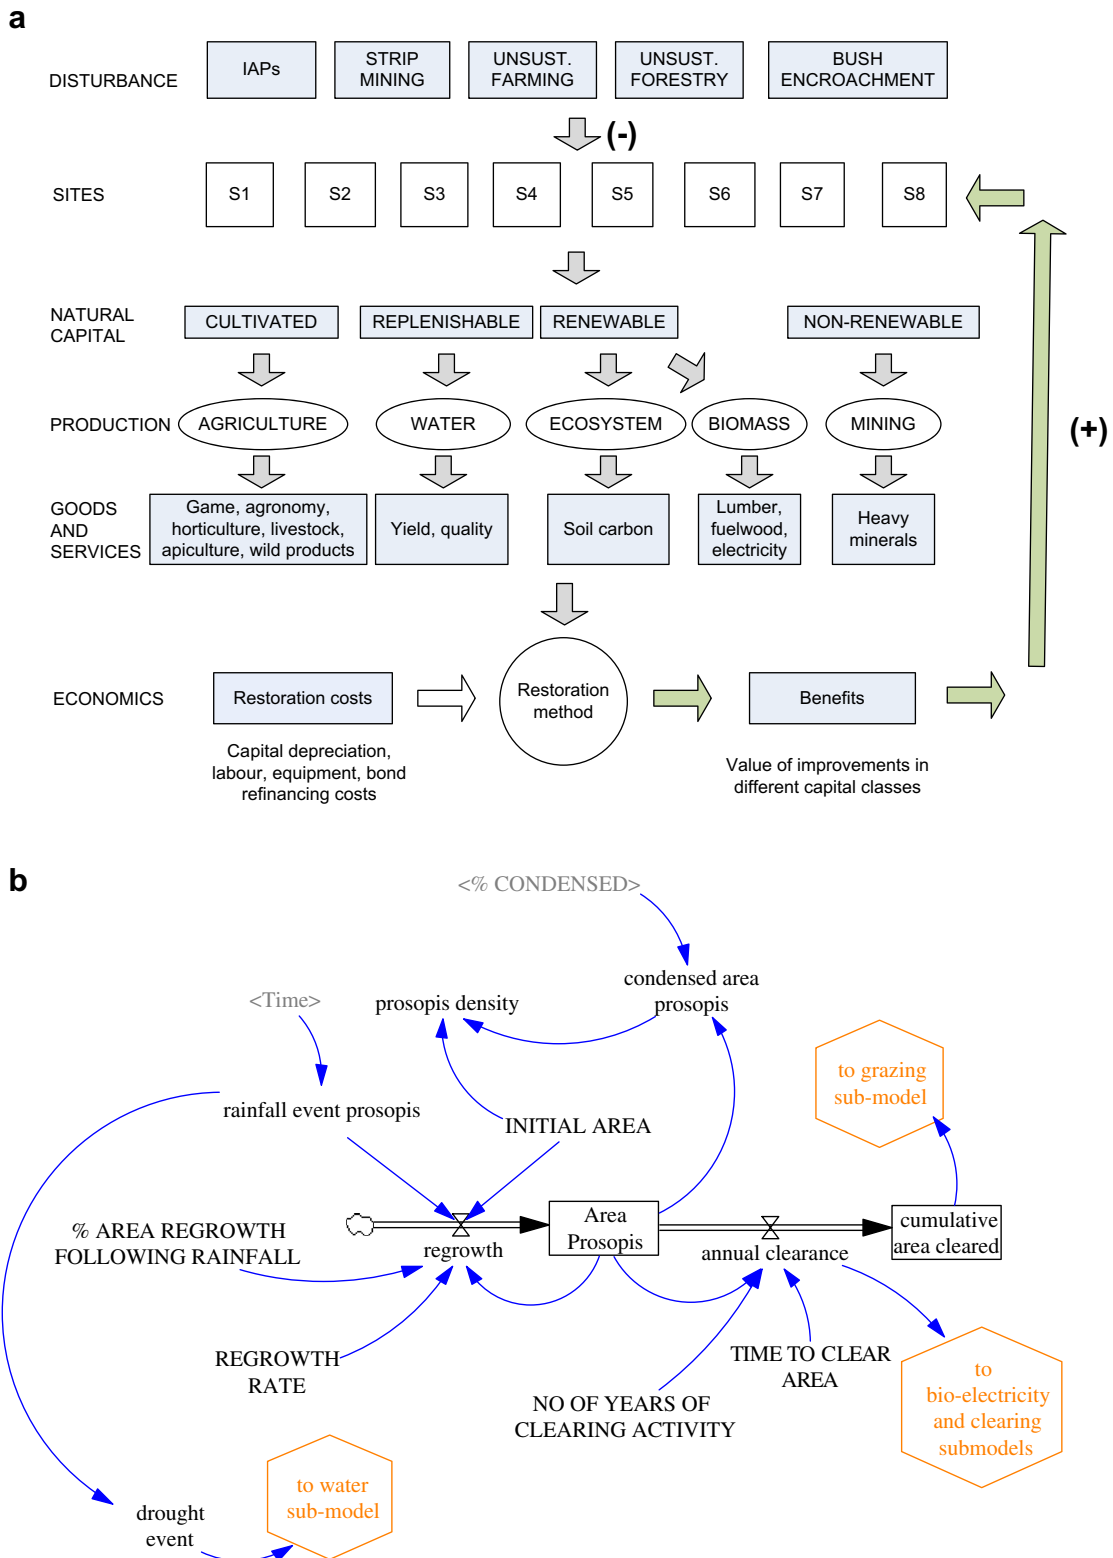 a
DISTURBANCE
IAPs
STRIP
MINING
UNSUST.
FARMING
UNSUST.
FORESTRY
BUSH
ENCROACHMENT
(-)
SITES
S1
S2
S3
S4
S5
S6
S7
S8
NATURAL
CAPITAL
CULTIVATED
REPLENISHABLE
RENEWABLE
NON-RENEWABLE
PRODUCTION
AGRICULTURE
WATER
ECOSYSTEM
BIOMASS
MINING
(+)
GOODS
AND
SERVICES
Game, agronomy,
horticulture, livestock,
apiculture, wild products
Yield, quality
Soil carbon
Lumber,
fuelwood,
electricity
Heavy
minerals
ECONOMICS
Restoration costs
Restoration
method
Benefits
Capital depreciation,
labour, equipment, bond
refinancing costs
Value of improvements in
different capital classes
b
<% CONDENSED>
condensed area
prosopis
<Time>
prosopis density
to grazing
sub-model
rainfall event prosopis
INITIAL AREA
% AREA REGROWTH
FOLLOWING RAINFALL
regrowth
Area
Prosopis
annual clearance
cumulative
area cleared
REGROWTH
RATE
TIME TO CLEAR
AREA
NO OF YEARS OF
CLEARING ACTIVITY
to
bio-electricity
and clearing
submodels
to water
sub-model
drought
event